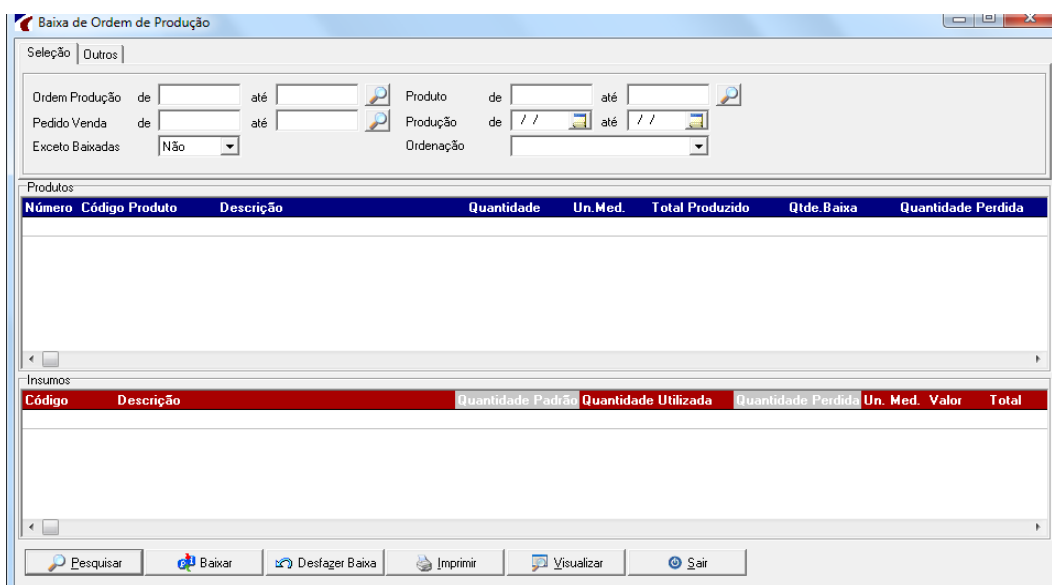 Baixa de Ordem de Produção
Seleção Outros
Ordem Produção de até Produto de até
Pedido Venda de até Produção de / / até / /
Exceto Baixadas Não Ordenação
Produtos
Número Código Produto Descrição Quantidade Un.Med. Total Produzido Qtde.Baixa Quantidade Perdida
Insumos
Código Descrição Quantidade Padrão Quantidade Utilizada Quantidade Perdida Un. Med. Valor Total
Pesquisar Baixar Desfazer Baixa Imprimir Visualizar Sair